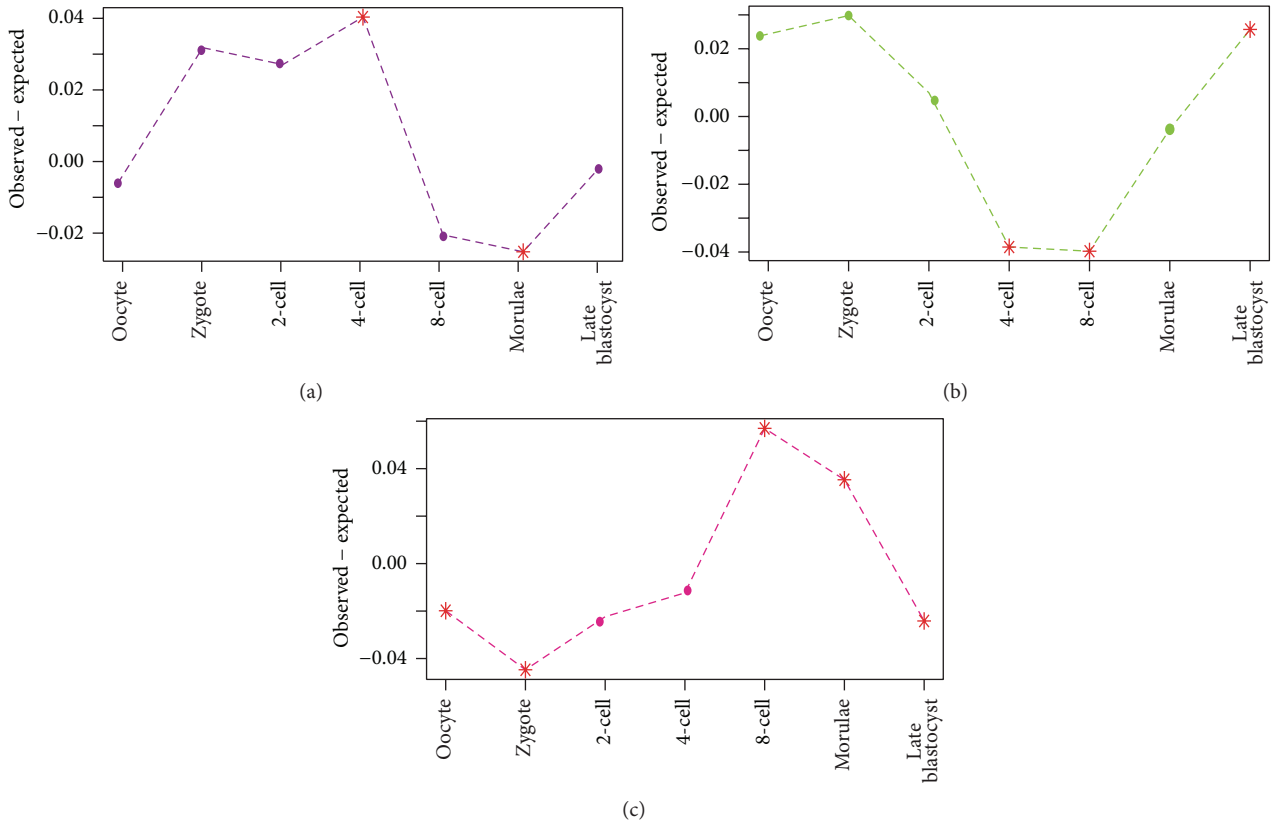 Observed – expected
0.04
0.02
0.00
−0.02
Oocyte
Zygote
2-cell
4-cell
8-cell
Morulae
Late
blastocyst
(a)
Observed – expected
0.02
0.00
−0.02
−0.04
Oocyte
Zygote
2-cell
4-cell
8-cell
Morulae
Late
blastocyst
(b)
Observed – expected
0.04
0.00
−0.04
Oocyte
Zygote
2-cell
4-cell
8-cell
Morulae
Late
blastocyst
(c)